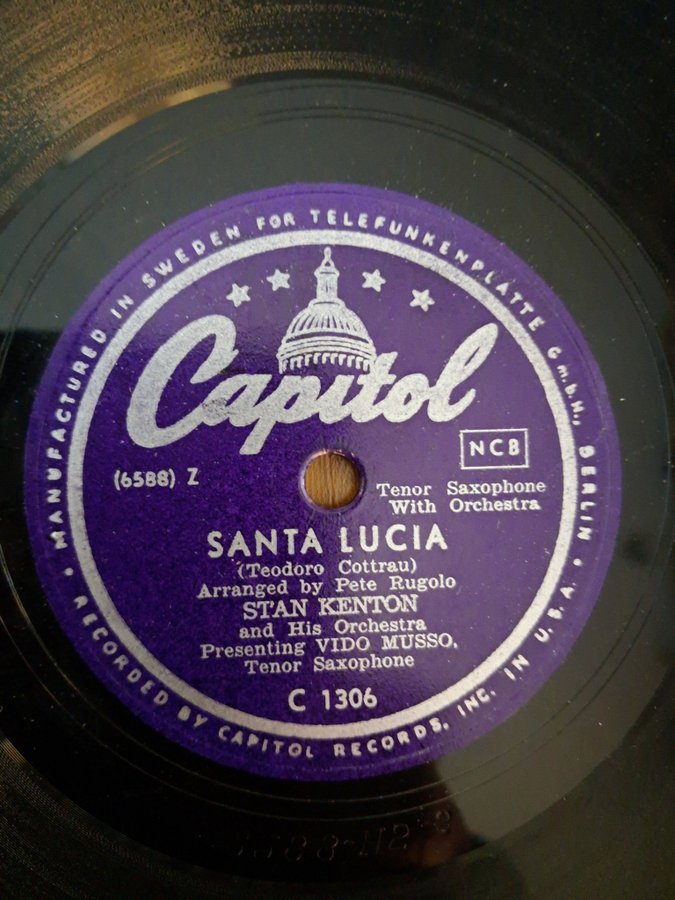 MANUFACTURED IN SWEDEN FOR TELEFUNKENPLATTE G.m.b.H., BERLIN
Capitol
NCB
(6588) Z
Tenor Saxophone
With Orchestra
SANTA LUCIA
(Teodoro Cottrau)
Arranged by Pete Rugolo
STAN KENTON
and His Orchestra
Presenting VIDO MUSSO,
Tenor Saxophone
C 1306
• RECORDED BY CAPITOL RECORDS, INC. IN U.S.A. •